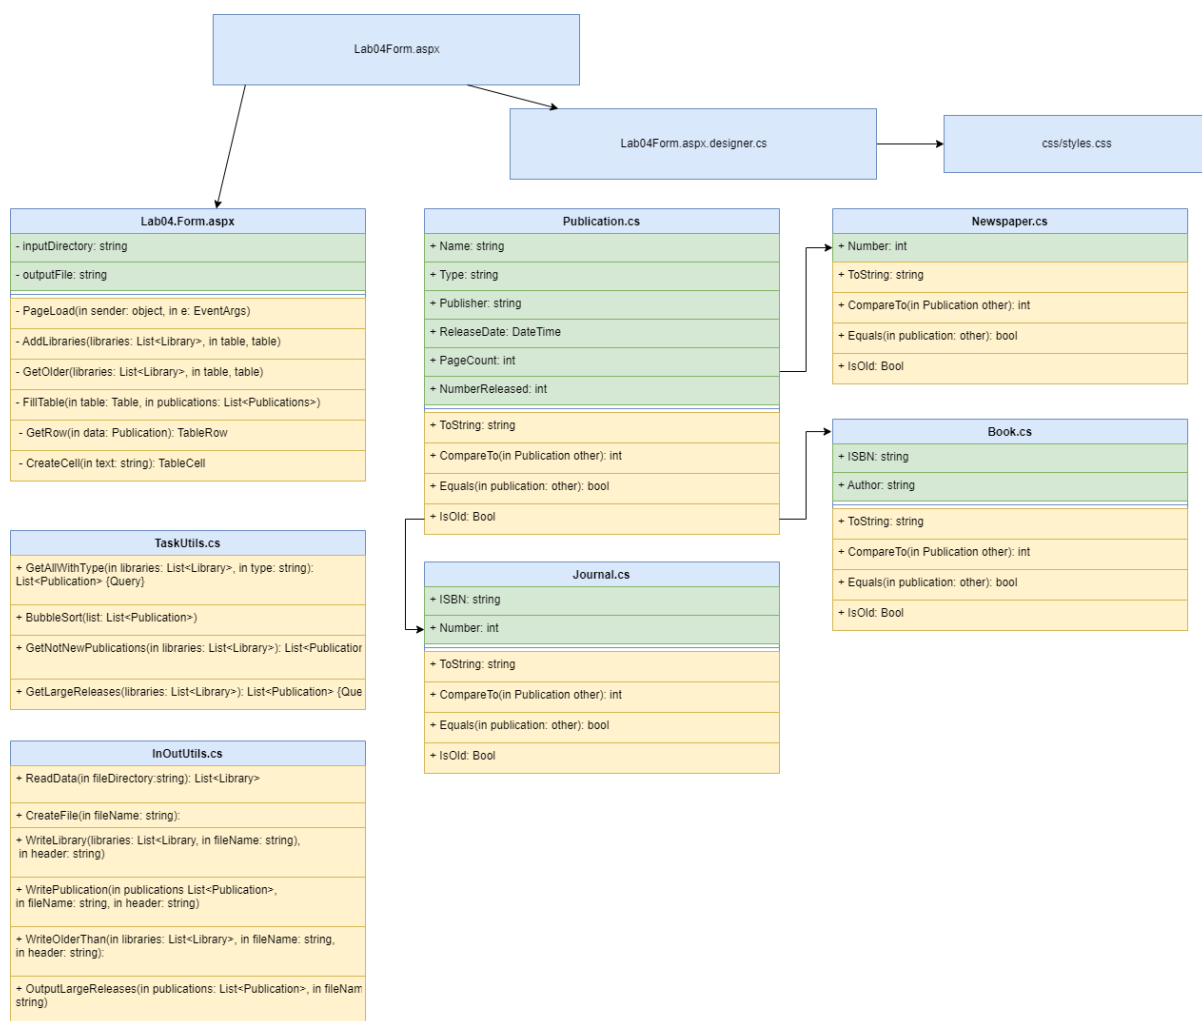 Lab04Form.aspx
Lab04Form.aspx.designer.cs
css/styles.css
Lab04.Form.aspx
- inputDirectory: string
- outputFile: string
- PageLoad(in sender: object, in e: EventArgs)
- AddLibraries(libraries: List<Library>, in table, table)
- GetOlder(libraries: List<Library>, in table, table)
- FillTable(in table: Table, in publications: List<Publications>)
- GetRow(in data: Publication): TableRow
- CreateCell(in text: string): TableCell
TaskUtils.cs
+ GetAllWithType(in libraries: List<Library>, in type: string):
List<Publication> {Query}
+ BubbleSort(list: List<Publication>)
+ GetNotNewPublications(in libraries: List<Library>): List<Publication
+ GetLargeReleases(libraries: List<Library>): List<Publication> {Que
InOutUtils.cs
+ ReadData(in fileDirectory:string): List<Library>
+ CreateFile(in fileName: string):
+ WriteLibrary(libraries: List<Library, in fileName: string),
in header: string)
+ WritePublication(in publications List<Publication>,
in fileName: string, in header: string)
+ WriteOlderThan(in libraries: List<Library>, in fileName: string,
in header: string):
+ OutputLargeReleases(in publications: List<Publication>, in fileNam
string)
Publication.cs
+ Name: string
+ Type: string
+ Publisher: string
+ ReleaseDate: DateTime
+ PageCount: int
+ NumberReleased: int
+ ToString: string
+ CompareTo(in Publication other): int
+ Equals(in publication: other): bool
+ IsOld: Bool
Journal.cs
+ ISBN: string
+ Number: int
+ ToString: string
+ CompareTo(in Publication other): int
+ Equals(in publication: other): bool
+ IsOld: Bool
Newspaper.cs
+ Number: int
+ ToString: string
+ CompareTo(in Publication other): int
+ Equals(in publication: other): bool
+ IsOld: Bool
Book.cs
+ ISBN: string
+ Author: string
+ ToString: string
+ CompareTo(in Publication other): int
+ Equals(in publication: other): bool
+ IsOld: Bool